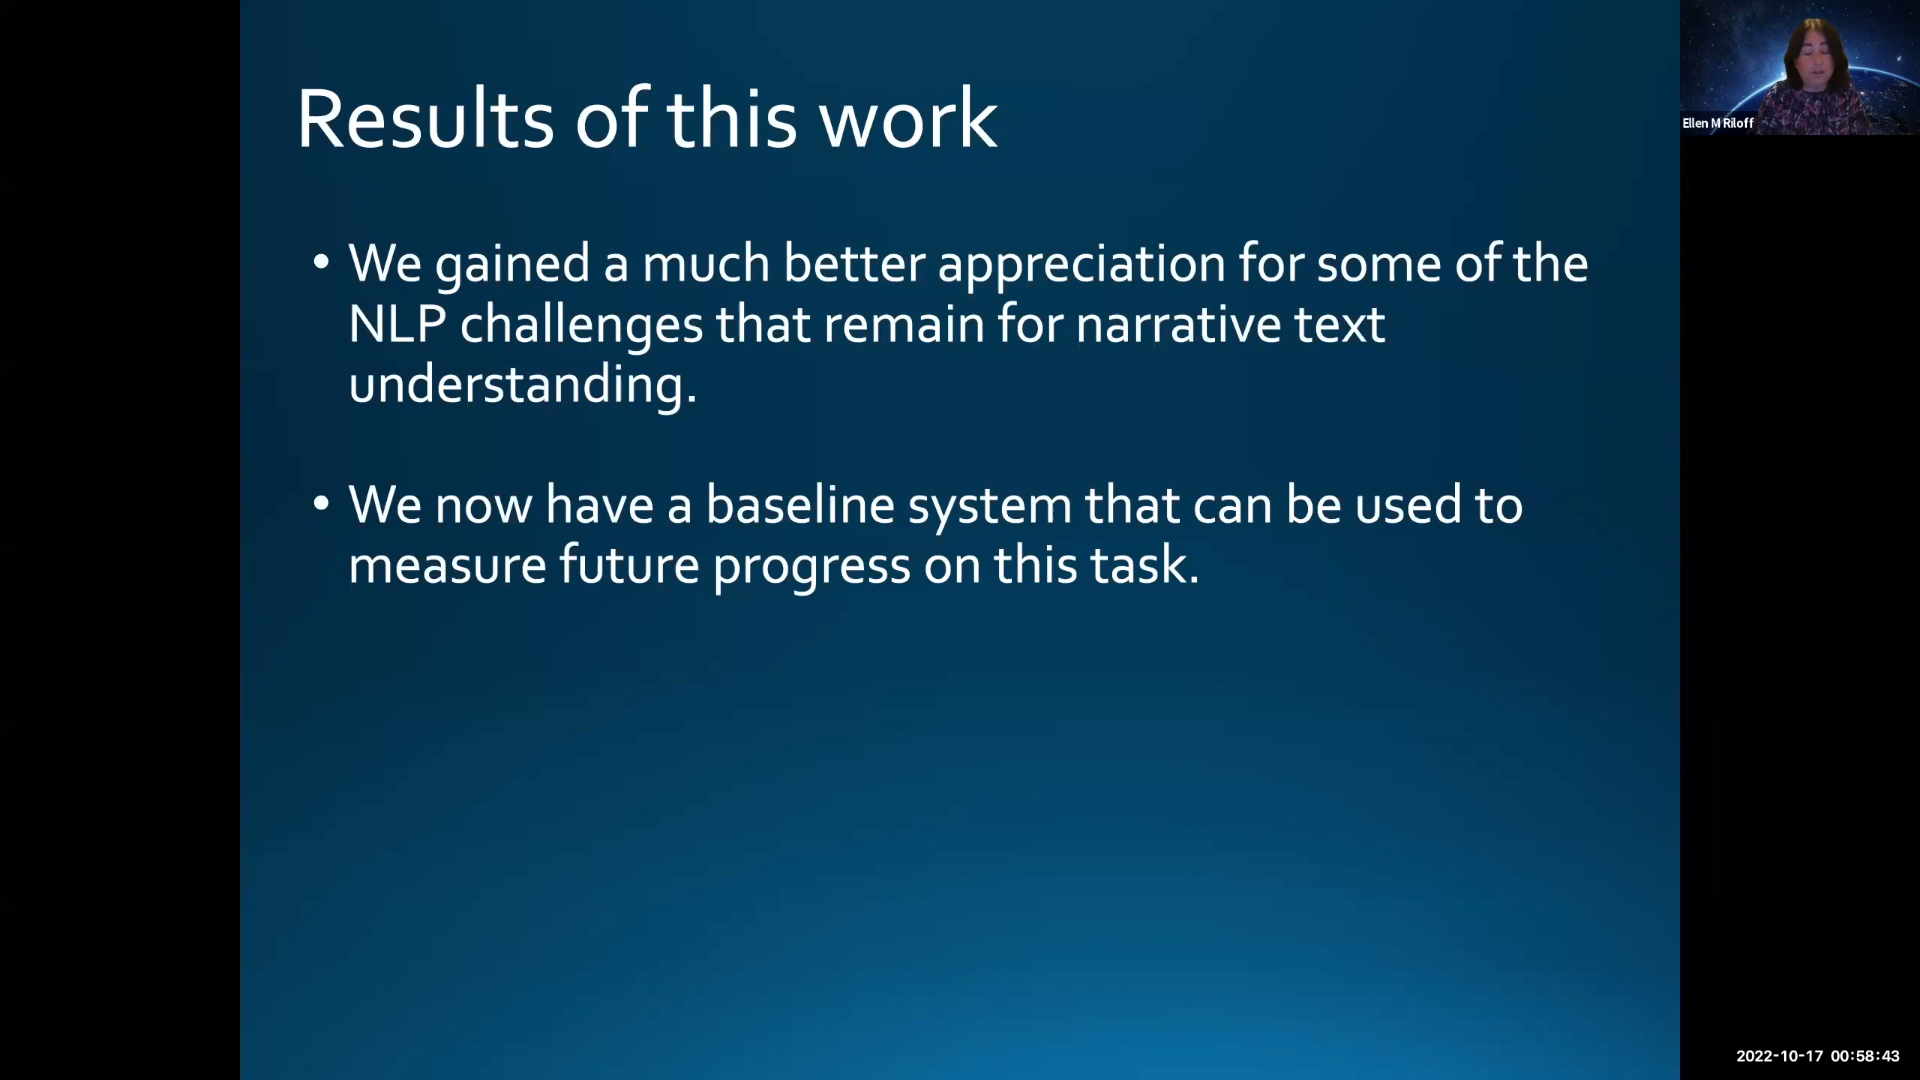 Results of this work
• We gained a much better appreciation for some of the
NLP challenges that remain for narrative text
understanding.
• We now have a baseline system that can be used to
measure future progress on this task.
Ellen M Riloff
2022-10-17 00:58:43